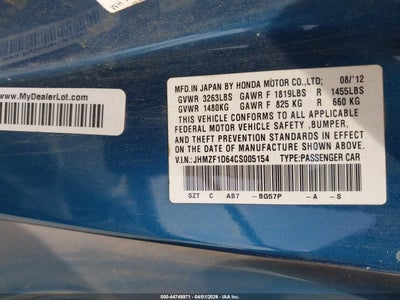 www.MyDealerLot.com
MFD.IN JAPAN BY HONDA MOTOR CO.,LTD; 08/'12
GVWR 3263LBS GAWR F 1819LBS R 1455LBS
GVWR 1480KG GAWR F 825 KG R 660 KG
THIS VEHICLE CONFORMS TO ALL APPLICABLE
FEDERAL MOTOR VEHICLE SAFETY ,BUMPER,
AND THEFT PREVENTION STANDARDS IN EFFECT
ON THE DATE OF MANUFACTURE SHOWN ABOVE.
V.I.N.: JHMZF1D64CS005154 TYPE:PASSENGER CAR
SZT C AB7 -BG57P -A -S
000-44748971 - 04/01/2026 - IAA Inc.